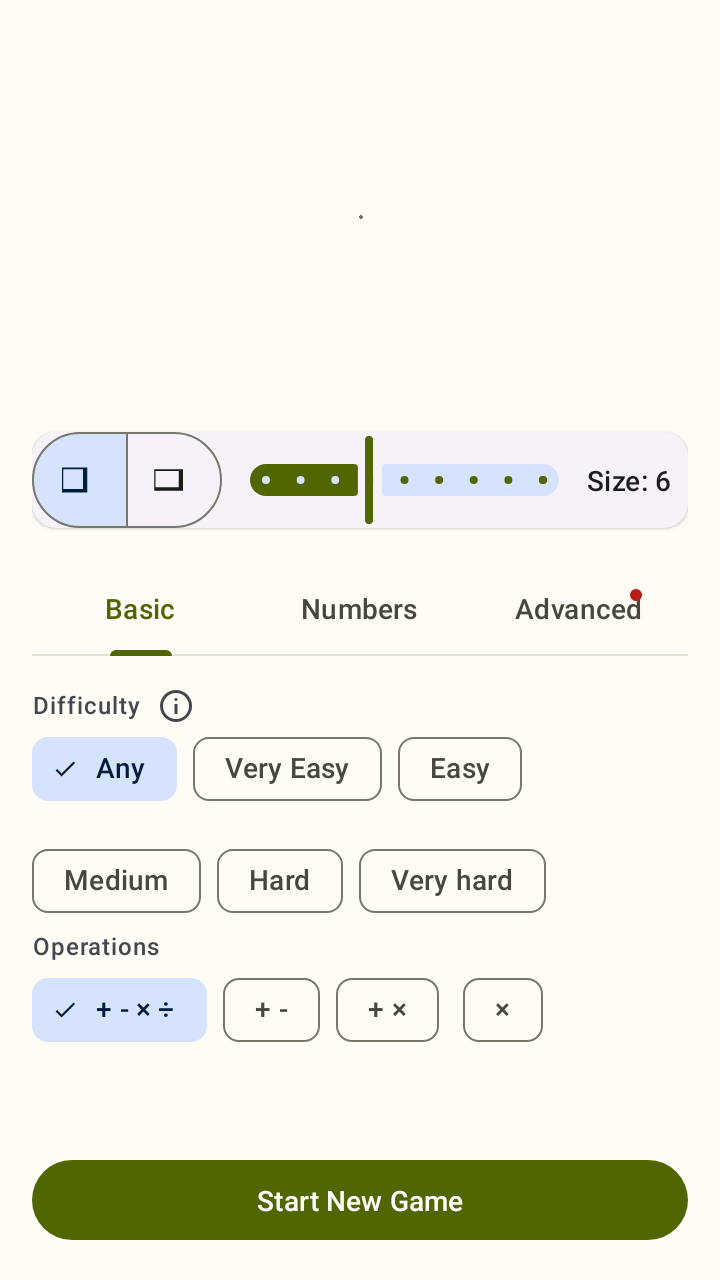 ❑ ❑ Size: 6
Basic Numbers Advanced
Difficulty
Any Very Easy Easy
Medium Hard Very hard
Operations
+ - × ÷ + - + × ×
Start New Game